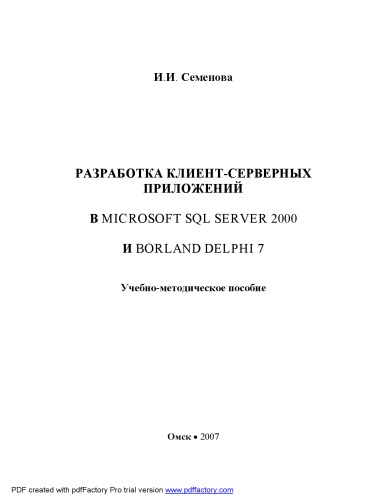 И.И. Семенова
РАЗРАБОТКА КЛИЕНТ-СЕРВЕРНЫХ
ПРИЛОЖЕНИЙ
В MICROSOFT SQL SERVER 2000
И BORLAND DELPHI 7
Учебно-методическое пособие
Омск • 2007
PDF created with pdfFactory Pro trial version www.pdffactory.com